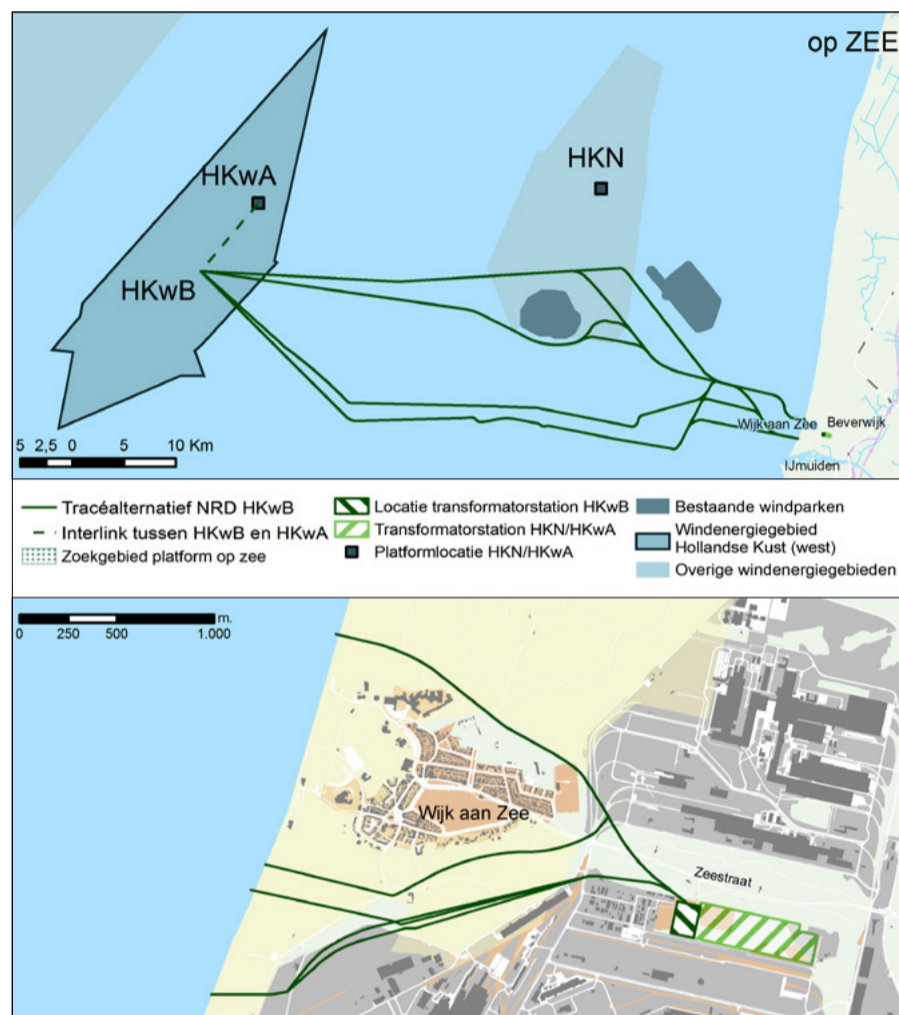 op ZEE
HKwA
HKN
HKwB
Wijk aan Zee
Beverwijk
IJmuiden
5 2,5 0 5 10 Km
Tracéalternatief NRD HKwB
Interlink tussen HKwB en HKwA
Zoekgebied platform op zee
Locatie transformatorstation HKwB
Transformatorstation HKN/HKwA
Platformlocatie HKN/HKwA
Bestaande windparken
Windenergiegebied
Hollandse Kust (west)
Overige windenergiegebieden
m.
0 250 500 1.000
Wijk aan Zee
Zeestraat